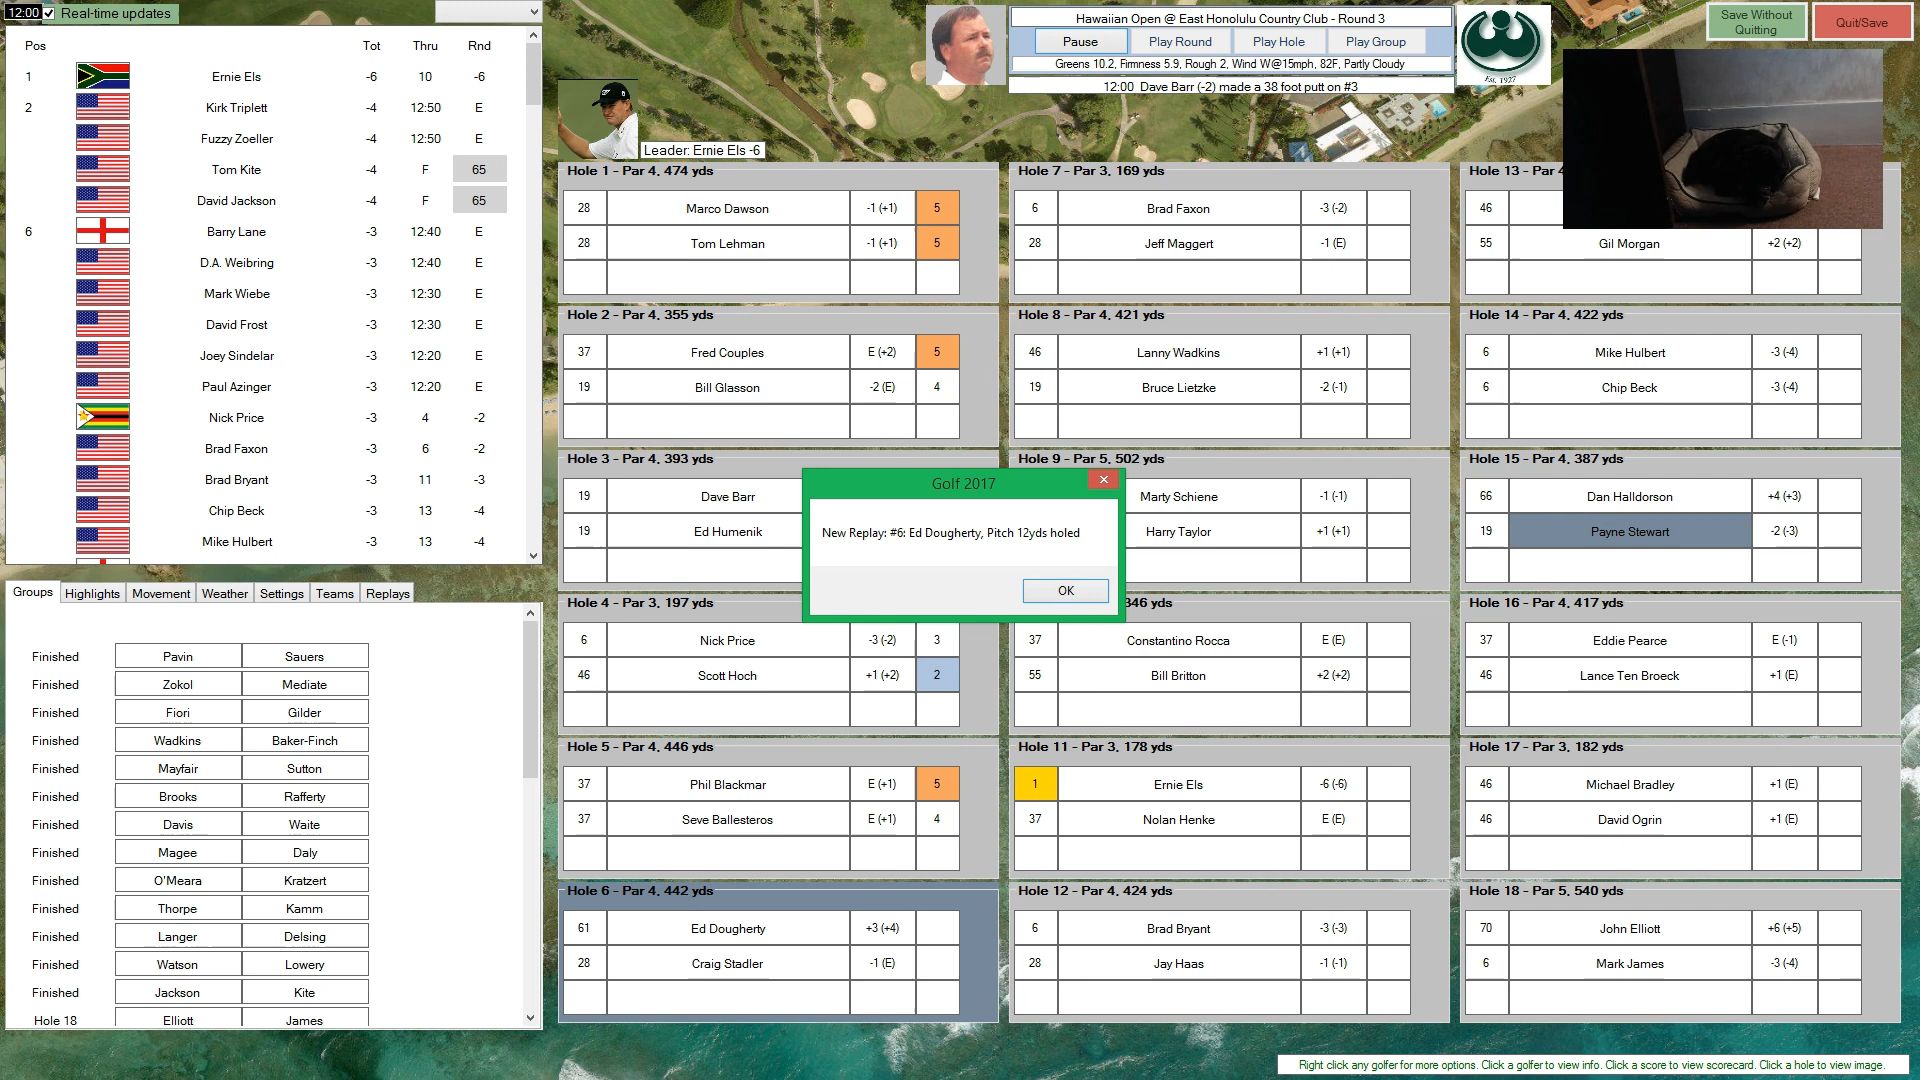 12:00 Real-time updates
Pos Tot Thru Rnd
1 Ernie Els -6 10 -6
2 Kirk Triplett -4 12:50 E
Fuzzy Zoeller -4 12:50 E
Tom Kite -4 F 65
David Jackson -4 F 65
6 Barry Lane -3 12:40 E
D.A. Weibring -3 12:40 E
Mark Wiebe -3 12:30 E
David Frost -3 12:30 E
Joey Sindelar -3 12:20 E
Paul Azinger -3 12:20 E
Nick Price -3 4 -2
Brad Faxon -3 6 -2
Brad Bryant -3 11 -3
Chip Beck -3 13 -4
Mike Hulbert -3 13 -4
Groups Highlights Movement Weather Settings Teams Replays
Finished Pavin Sauers
Finished Zokol Mediate
Finished Fiori Gilder
Finished Wadkins Baker-Finch
Finished Mayfair Sutton
Finished Brooks Rafferty
Finished Davis Waite
Finished Magee Daly
Finished O'Meara Kratzert
Finished Thorpe Kamm
Finished Langer Delsing
Finished Watson Lowery
Finished Jackson Kite
Hole 18 Elliott James
Hawaiian Open @ East Honolulu Country Club - Round 3
Pause Play Round Play Hole Play Group
Greens 10.2, Firmness 5.9, Rough 2, Wind W@15mph, 82F, Partly Cloudy
12:00 Dave Barr (-2) made a 38 foot putt on #3
Est. 1927
Save Without Quitting
Quit/Save
Leader: Ernie Els -6
Hole 1 - Par 4, 474 yds
28 Marco Dawson -1 (+1) 5
28 Tom Lehman -1 (+1) 5
Hole 2 - Par 4, 355 yds
37 Fred Couples E (+2) 5
19 Bill Glasson -2 (E) 4
Hole 3 - Par 4, 393 yds
19 Dave Barr
19 Ed Humenik
Hole 4 - Par 3, 197 yds
6 Nick Price -3 (-2) 3
46 Scott Hoch +1 (+2) 2
Hole 5 - Par 4, 446 yds
37 Phil Blackmar E (+1) 5
37 Seve Ballesteros E (+1) 4
Hole 6 - Par 4, 442 yds
61 Ed Dougherty +3 (+4)
28 Craig Stadler -1 (E)
Hole 7 - Par 3, 169 yds
6 Brad Faxon -3 (-2)
28 Jeff Maggert -1 (E)
Hole 8 - Par 4, 421 yds
46 Lanny Wadkins +1 (+1)
19 Bruce Lietzke -2 (-1)
Hole 9 - Par 5, 502 yds
Marty Schiene -1 (-1)
Harry Taylor +1 (+1)
346 yds
37 Constantino Rocca E (E)
55 Bill Britton +2 (+2)
Hole 11 - Par 3, 178 yds
1 Ernie Els -6 (-6)
37 Nolan Henke E (E)
Hole 12 - Par 4, 424 yds
6 Brad Bryant -3 (-3)
28 Jay Haas -1 (-1)
Hole 13 - Par 4
46
55 Gil Morgan +2 (+2)
Hole 14 - Par 4, 422 yds
6 Mike Hulbert -3 (-4)
6 Chip Beck -3 (-4)
Hole 15 - Par 4, 387 yds
66 Dan Halldorson +4 (+3)
19 Payne Stewart -2 (-3)
Hole 16 - Par 4, 417 yds
37 Eddie Pearce E (-1)
46 Lance Ten Broeck +1 (E)
Hole 17 - Par 3, 182 yds
46 Michael Bradley +1 (E)
46 David Ogrin +1 (E)
Hole 18 - Par 5, 540 yds
70 John Elliott +6 (+5)
6 Mark James -3 (-4)
Golf 2017
New Replay: #6: Ed Dougherty, Pitch 12yds holed
OK
Right click any golfer for more options. Click a golfer to view info. Click a score to view scorecard. Click a hole to view image.